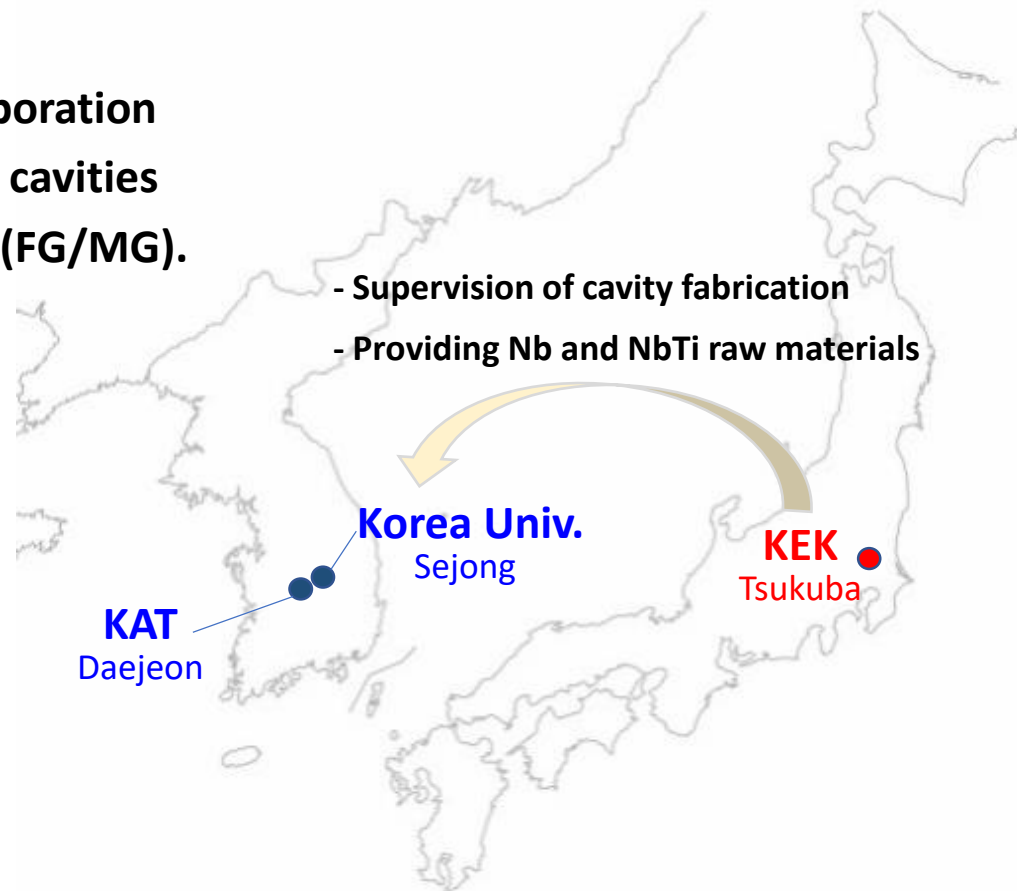 poration
cavities
(FG/MG).
- Supervision of cavity fabrication
- Providing Nb and NbTi raw materials
Korea Univ.
Sejong
KEK
Tsukuba
KAT
Daejeon